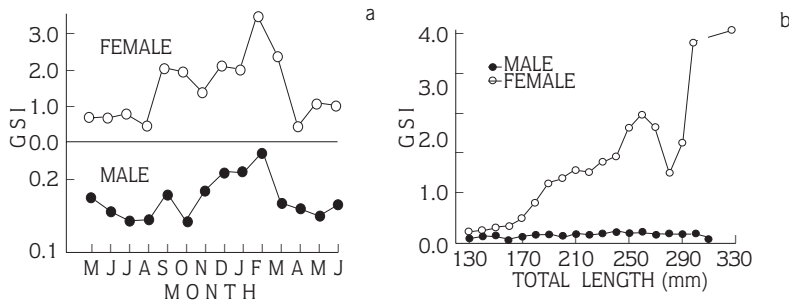 a
3.0
FEMALE
2.0
1.0
0.0
GSI
MALE
0.2
0.1
M J J A S O N D J F M A M J
MONTH
b
4.0
MALE
FEMALE
3.0
GSI
2.0
1.0
0.0
130 170 210 250 290 330
TOTAL LENGTH (mm)